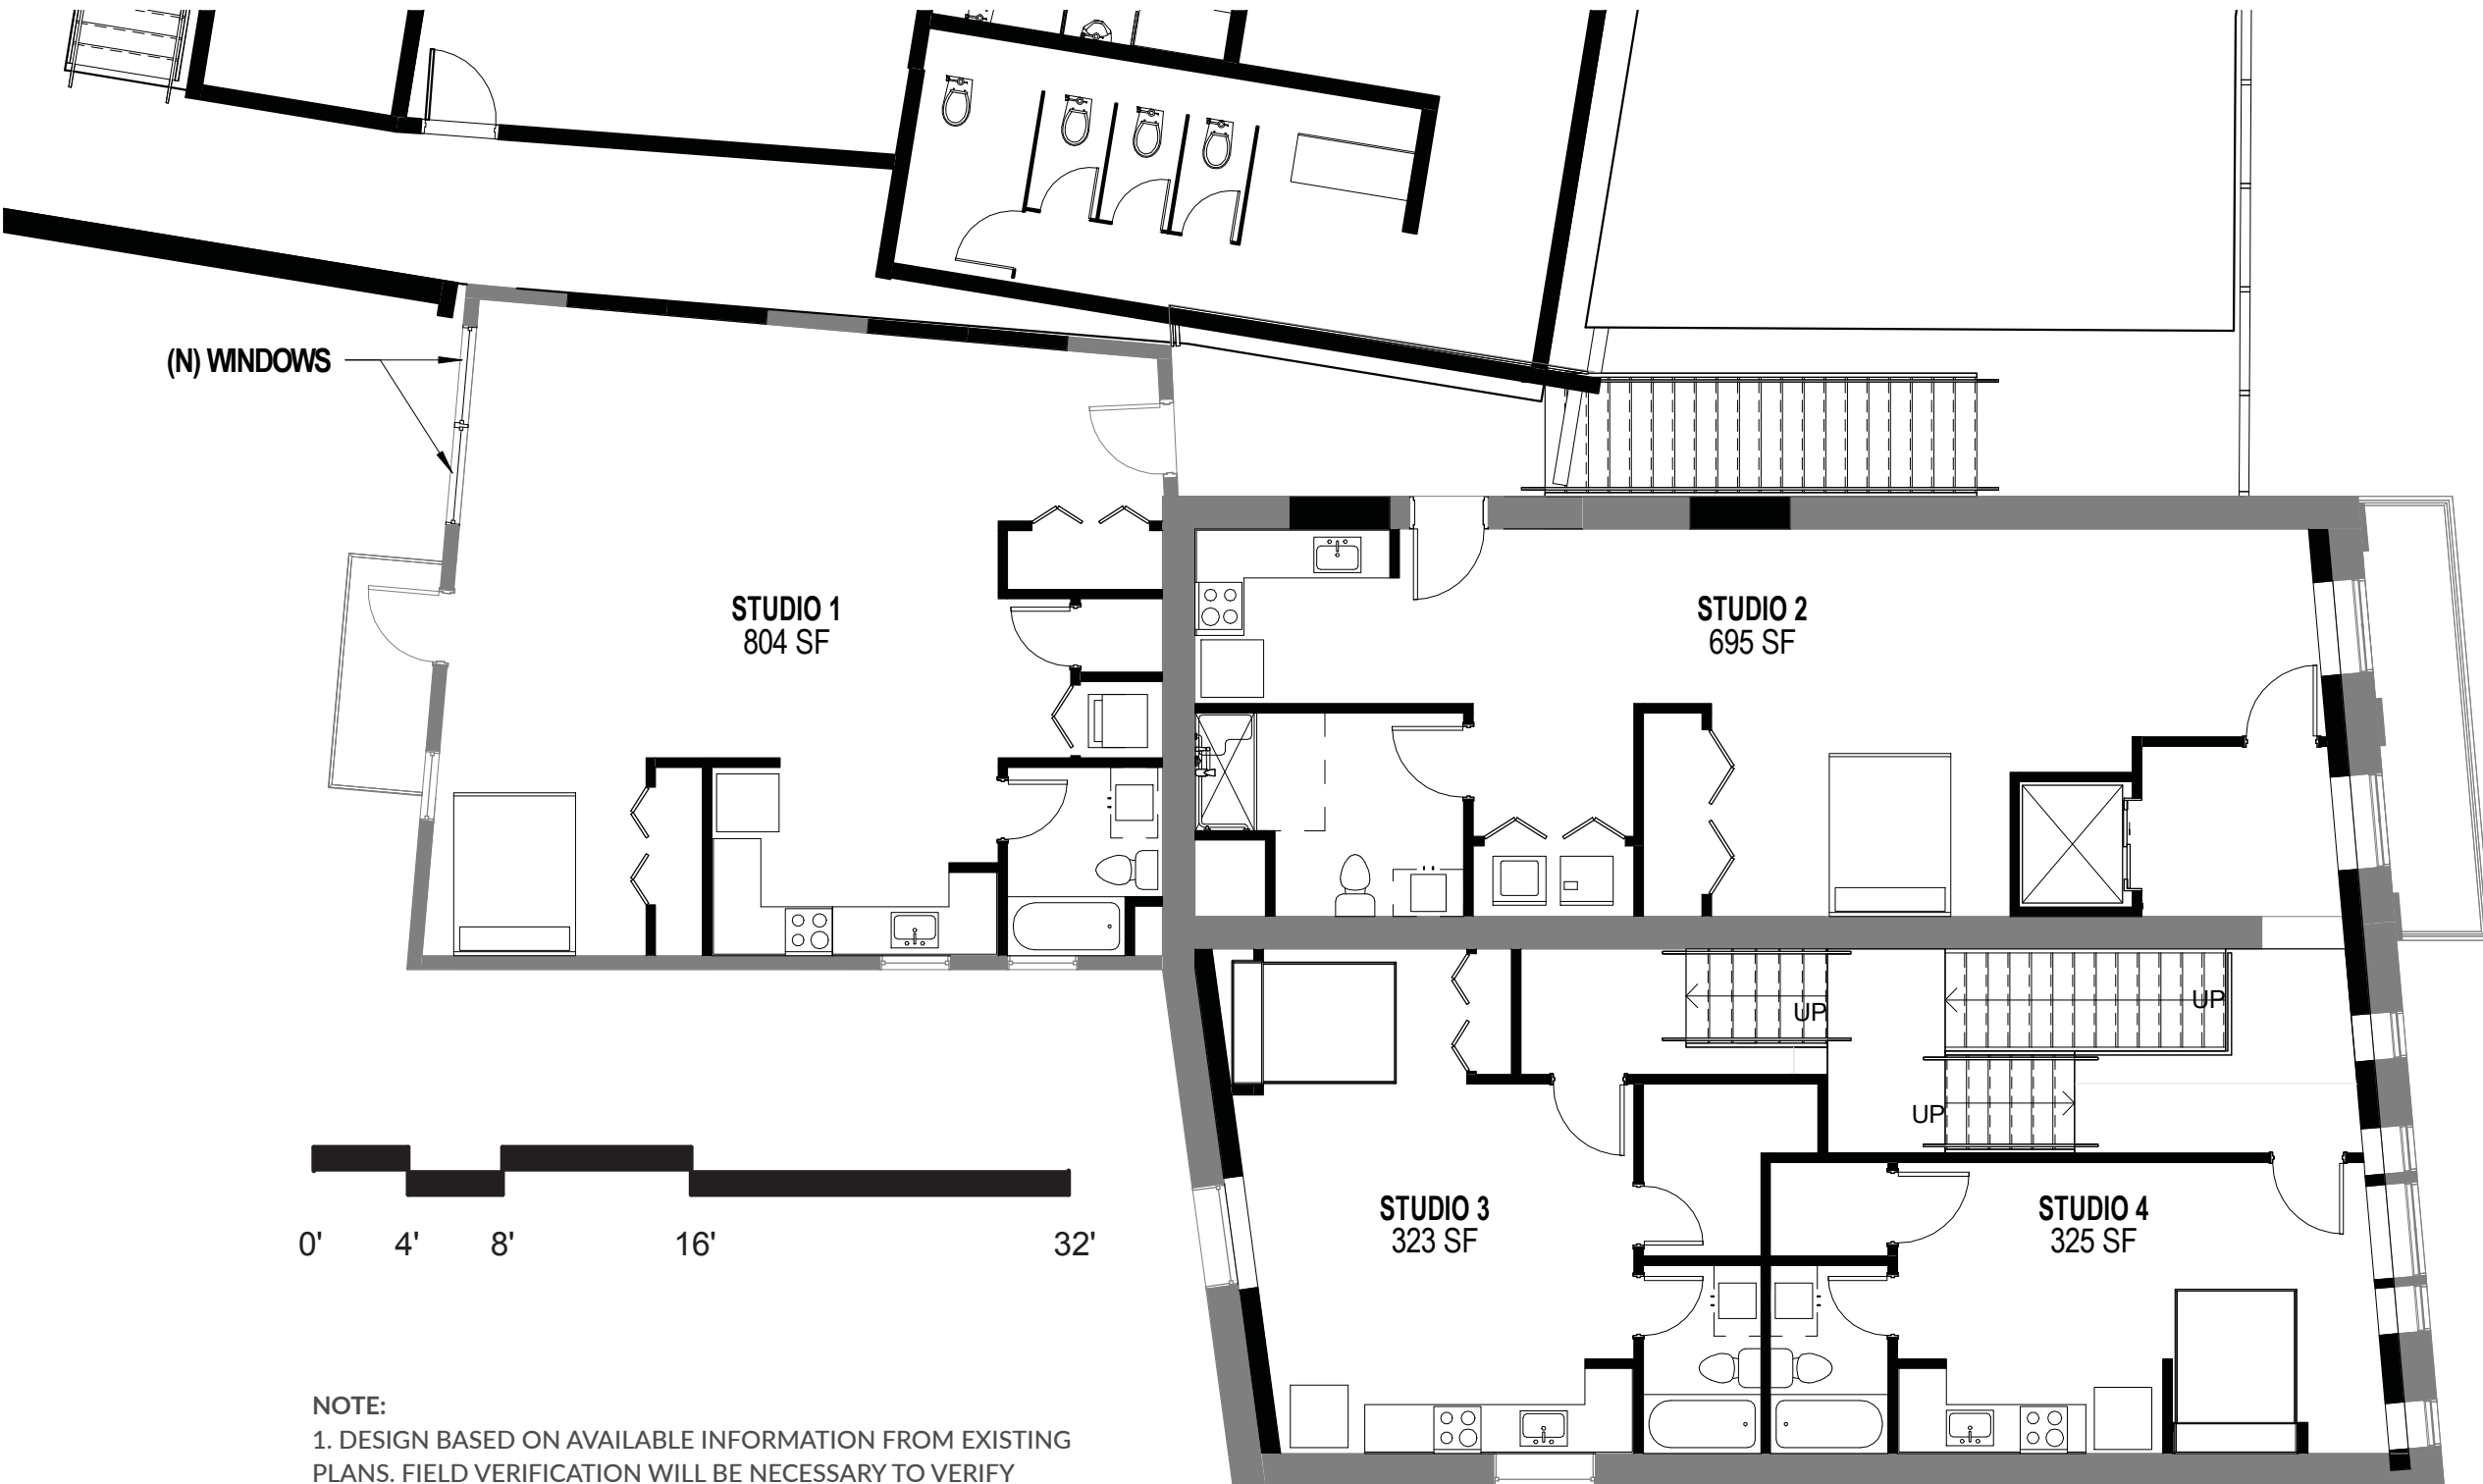 (N) WINDOWS
STUDIO 1
804 SF
STUDIO 2
695 SF
UP
UP
UP
STUDIO 3
323 SF
STUDIO 4
325 SF
0' 4' 8' 16' 32'
NOTE:
1. DESIGN BASED ON AVAILABLE INFORMATION FROM EXISTING
PLANS. FIELD VERIFICATION WILL BE NECESSARY TO VERIFY